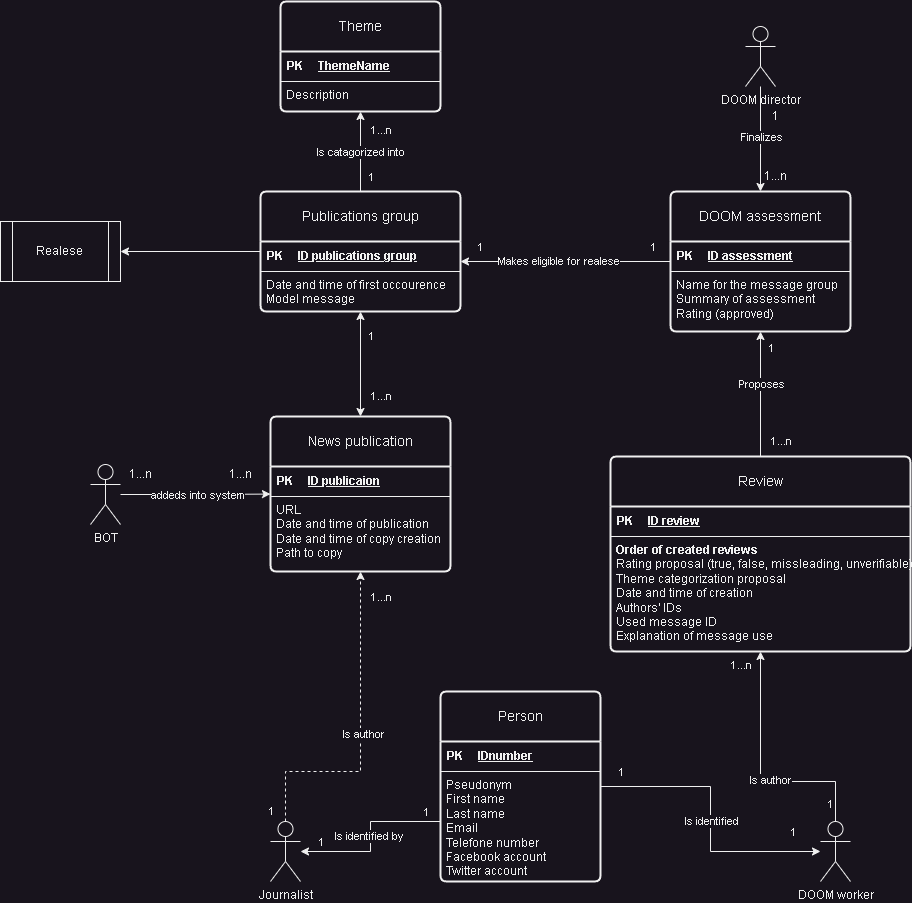 Theme
PK ThemeName
Description
1...n
Is catagorized into
1
DOOM director
1
Finalizes
1...n
Publications group
PK ID publications group
Date and time of first occourence
Model message
Realese
1
Makes eligible for realese
1
DOOM assessment
PK ID assessment
Name for the message group
Summary of assessment
Rating (approved)
1
1...n
1
Proposes
1...n
News publication
PK ID publicaion
URL
Date and time of publication
Date and time of copy creation
Path to copy
1...n
1...n
addeds into system
BOT
Review
PK ID review
Order of created reviews
Rating proposal (true, false, missleading, unverifiable)
Theme categorization proposal
Date and time of creation
Authors' IDs
Used message ID
Explanation of message use
1...n
Is author
1
Journalist
1...n
Is author
1
DOOM worker
Person
PK IDnumber
Pseudonym
First name
Last name
Email
Telefone number
Facebook account
Twitter account
1
Is identified by
1
1
Is identified
1